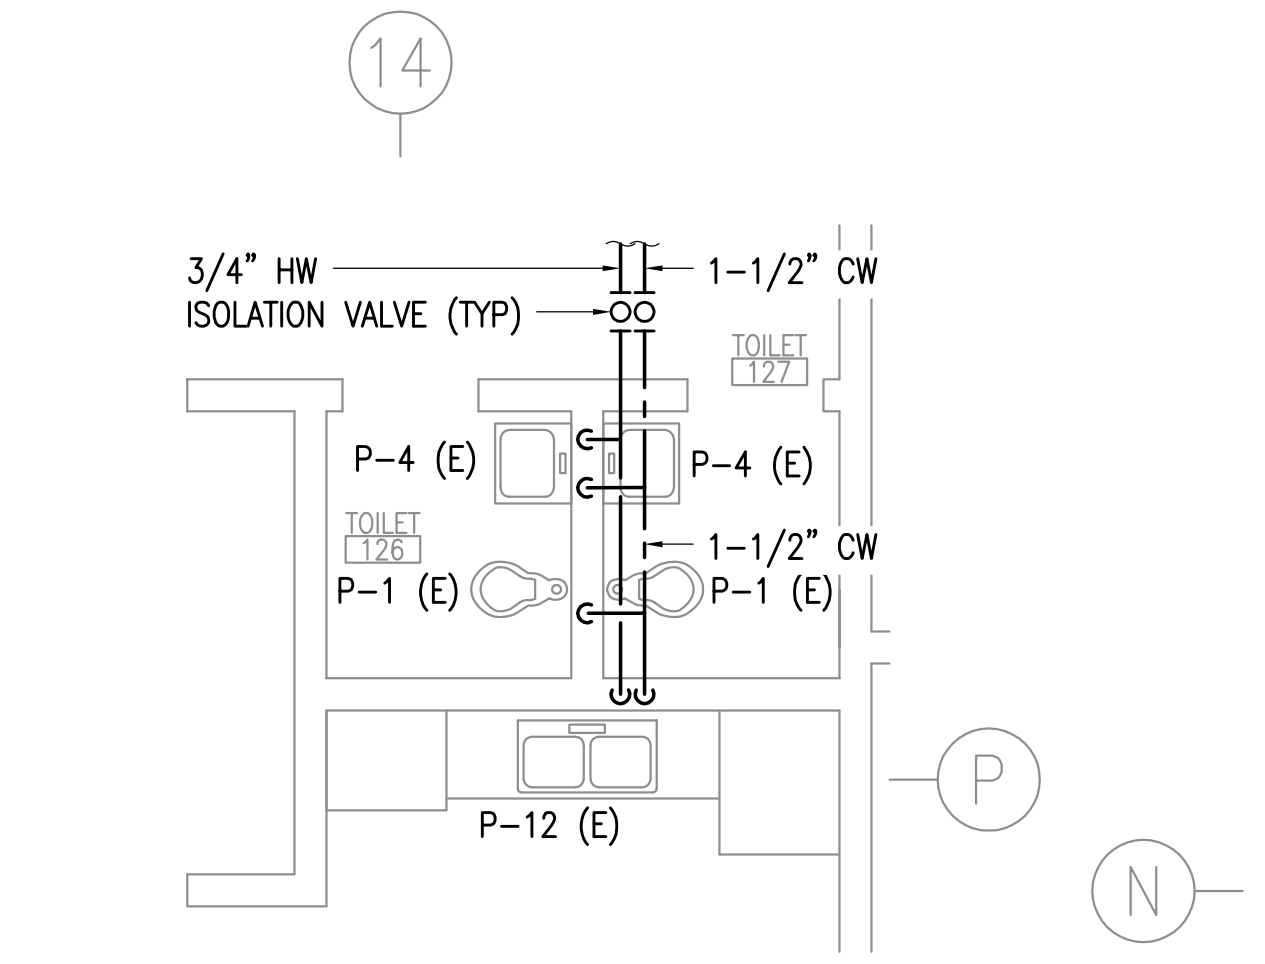 14
3/4" HW
1-1/2" CW
ISOLATION VALVE (TYP)
TOILET
127
P-4 (E)
P-4 (E)
TOILET
126
1-1/2" CW
P-1 (E)
P-1 (E)
P
P-12 (E)
N